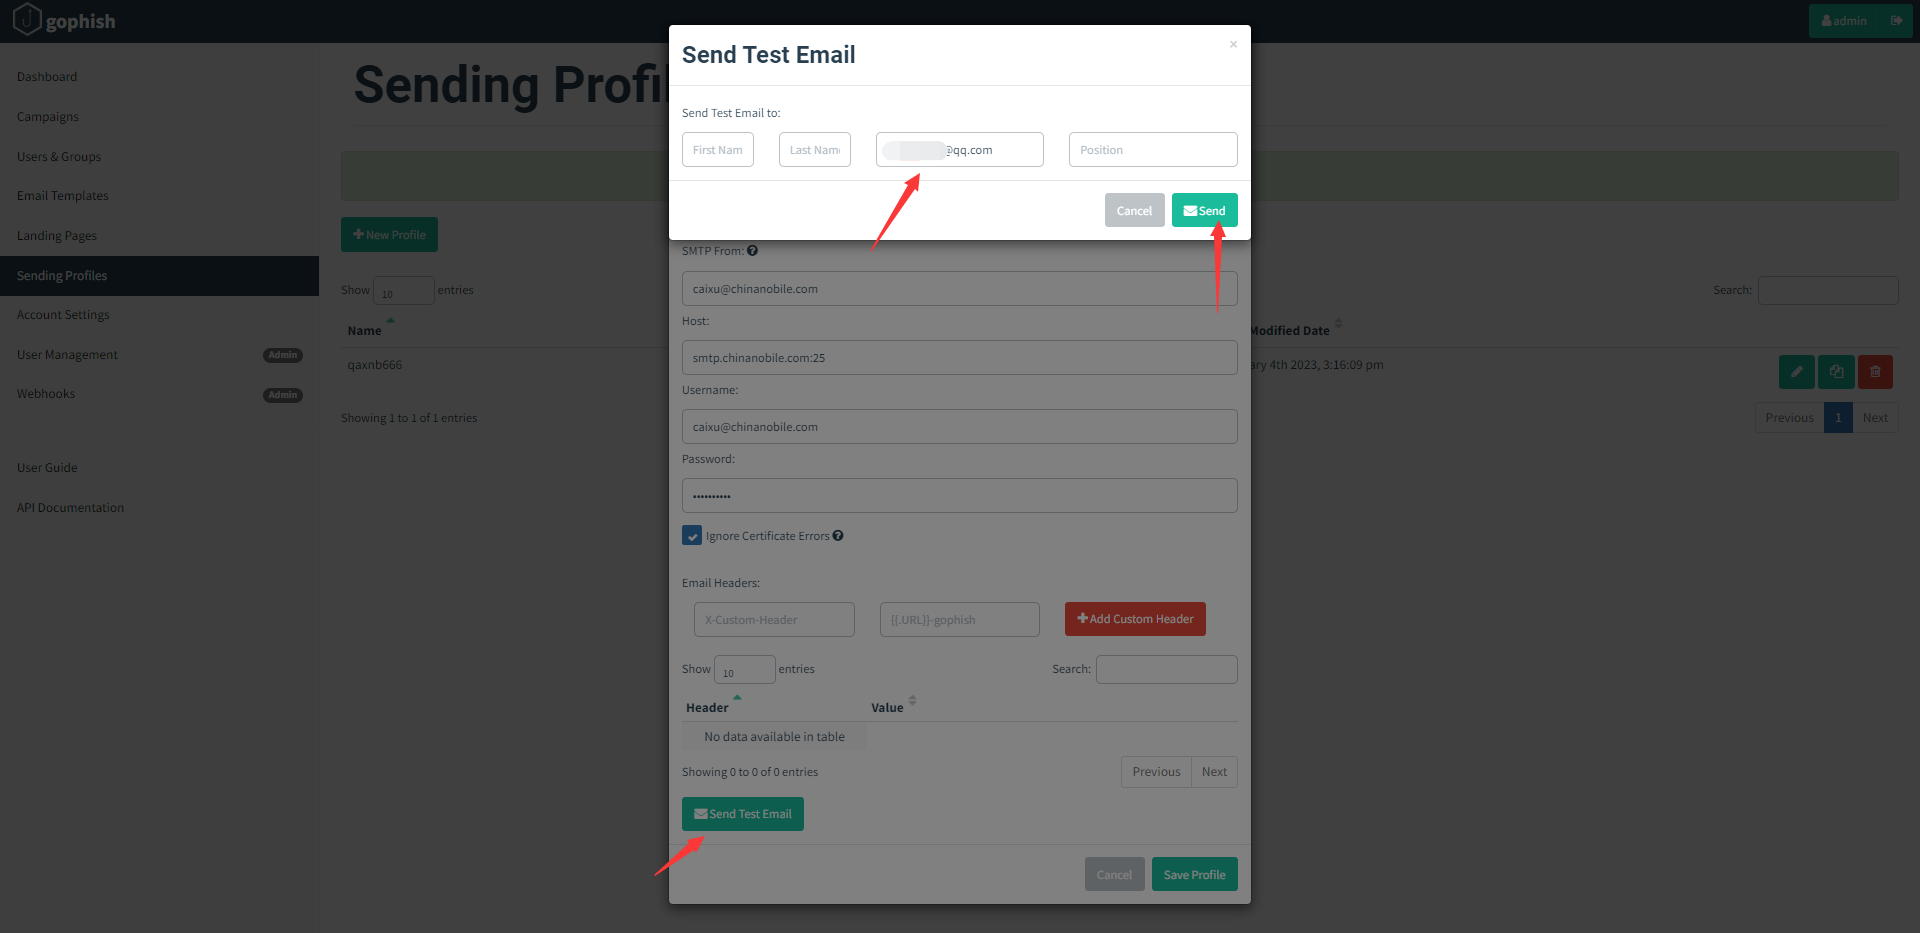 gophish
admin
Dashboard
Campaigns
Users & Groups
Email Templates
Landing Pages
Sending Profiles
Account Settings
User Management Admin
Webhooks Admin
User Guide
API Documentation
Sending Profil
New Profile
Show 10 entries
Search:
Name
Modified Date
qaxnb666
ary 4th 2023, 3:16:09 pm
Showing 1 to 1 of 1 entries
Previous 1 Next
Send Test Email
×
Send Test Email to:
First Nam
Last Name
@qq.com
Position
Cancel
Send
SMTP From:
caixu@chinanobile.com
Host:
smtp.chinanobile.com:25
Username:
caixu@chinanobile.com
Password:
••••••••••
Ignore Certificate Errors
Email Headers:
X-Custom-Header
{{.URL}}-gophish
Add Custom Header
Show 10 entries
Search:
Header
Value
No data available in table
Showing 0 to 0 of 0 entries
Previous Next
Send Test Email
Cancel
Save Profile